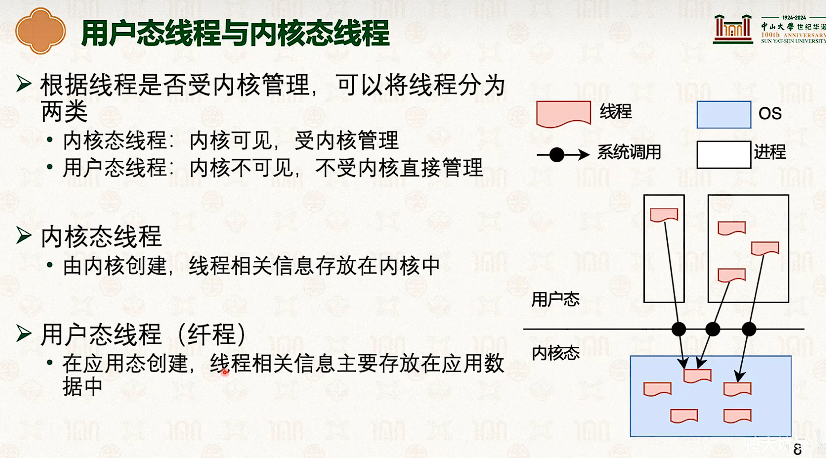 用户态线程与内核态线程
1924-2024
中山大學 世纪华诞
100th ANNIVERSARY
SUN YAT-SEN UNIVERSITY
➢ 根据线程是否受内核管理，可以将线程分为
两类
• 内核态线程：内核可见，受内核管理
• 用户态线程：内核不可见，不受内核直接管理
➢ 内核态线程
• 由内核创建，线程相关信息存放在内核中
➢ 用户态线程（纤程）
• 在应用态创建，线程相关信息主要存放在应用数
据中
线程
OS
系统调用
进程
用户态
内核态
8